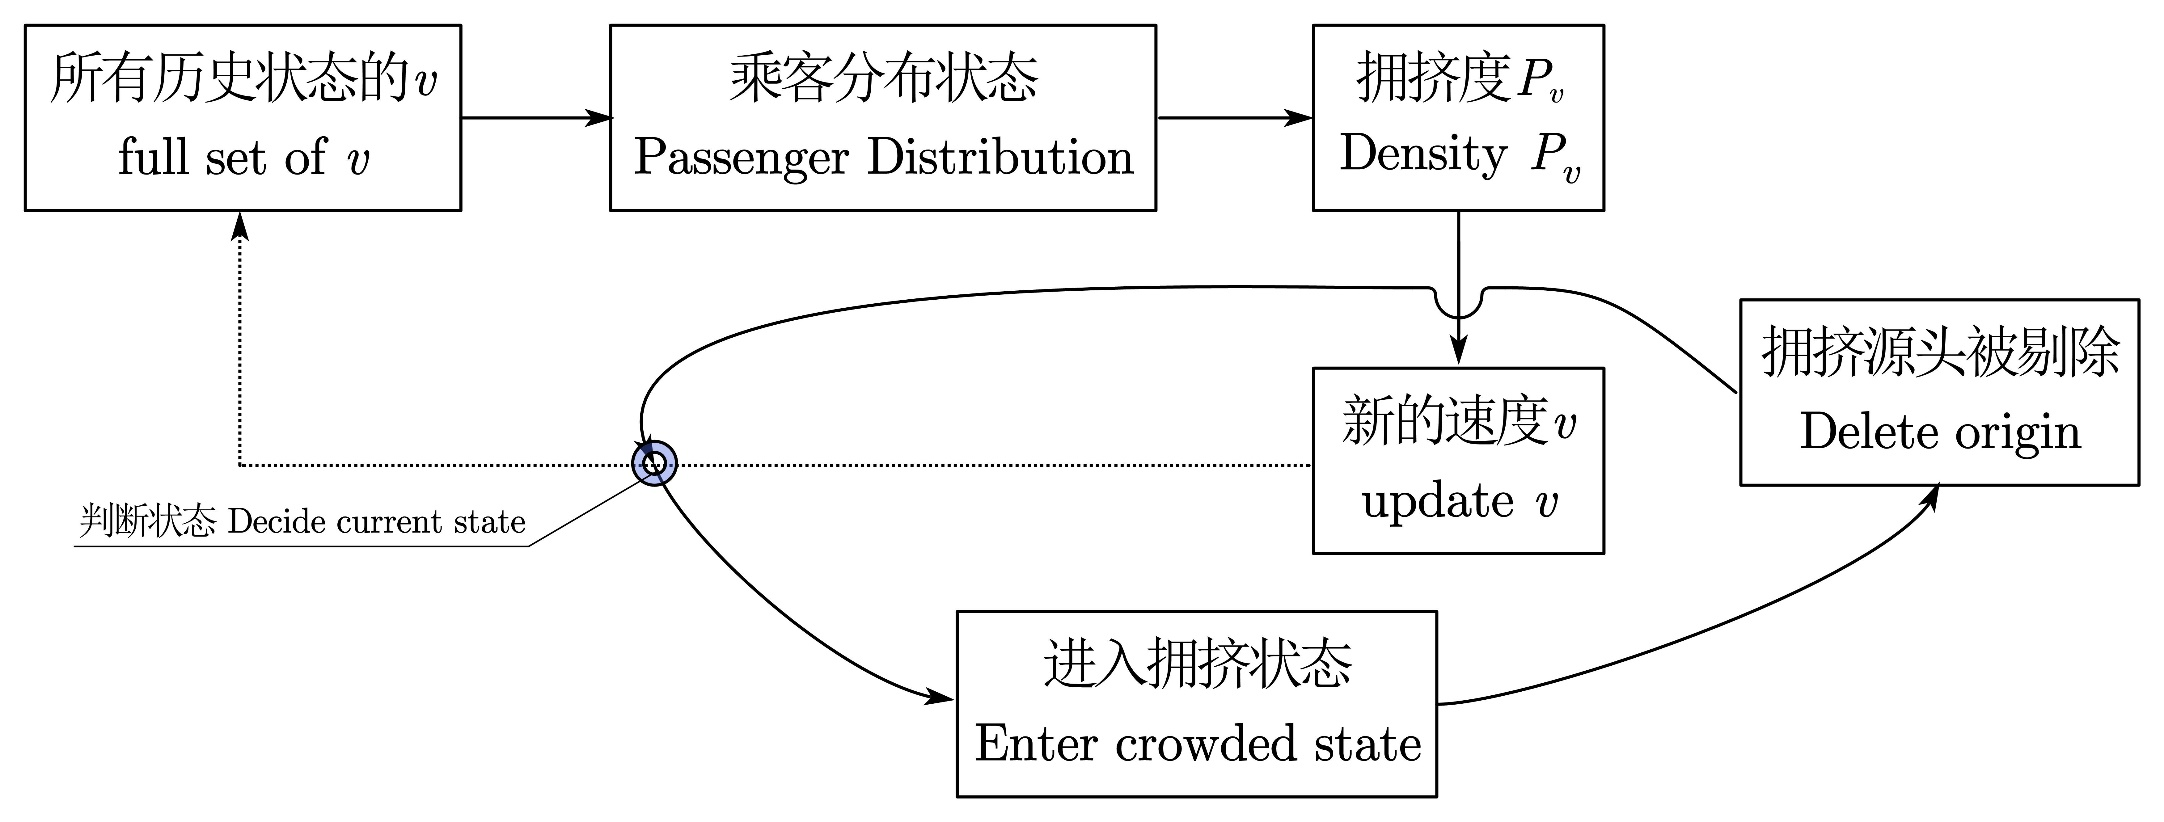 所有历史状态的v
full set of v
乘客分布状态
Passenger Distribution
拥挤度Pv
Density Pv
拥挤源头被剔除
Delete origin
新的速度v
update v
判断状态 Decide current state
进入拥挤状态
Enter crowded state